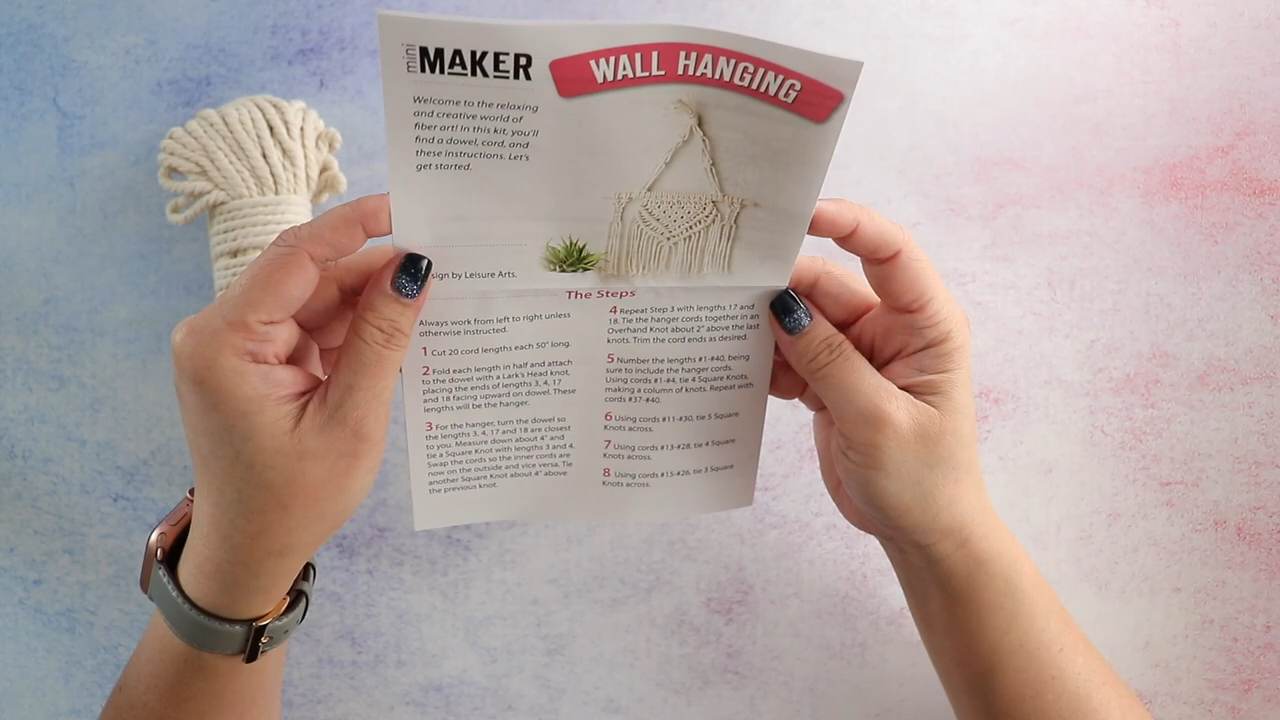 mini MAKER
WALL HANGING
Welcome to the relaxing
and creative world of
fiber art! In this kit, you'll
find a dowel, cord, and
these instructions. Let's
get started.
sign by Leisure Arts.
The Steps
Always work from left to right unless
otherwise instructed.
1 Cut 20 cord lengths each 50" long.
2 Fold each length in half and attach
to the dowel with a Lark's Head knot,
placing the ends of lengths 3, 4, 17
and 18 facing upward on dowel. These
lengths will be the hanger.
3 For the hanger, turn the dowel so
the lengths 3, 4, 17 and 18 are closest
to you. Measure down about 4" and
tie a Square Knot with lengths 3 and 4.
Swap the cords so the inner cords are
now on the outside and vice versa. Tie
another Square Knot about 4" above
the previous knot.
4 Repeat Step 3 with lengths 17 and
18. Tie the hanger cords together in an
Overhand Knot about 2" above the last
knots. Trim the cord ends as desired.
5 Number the lengths #1-#40, being
sure to include the hanger cords.
Using cords #1-#4, tie 4 Square Knots,
making a column of knots. Repeat with
cords #37-#40.
6 Using cords #11-#30, tie 5 Square
Knots across.
7 Using cords #13-#28, tie 4 Square
Knots across.
8 Using cords #15-#26, tie 3 Square
Knots across.